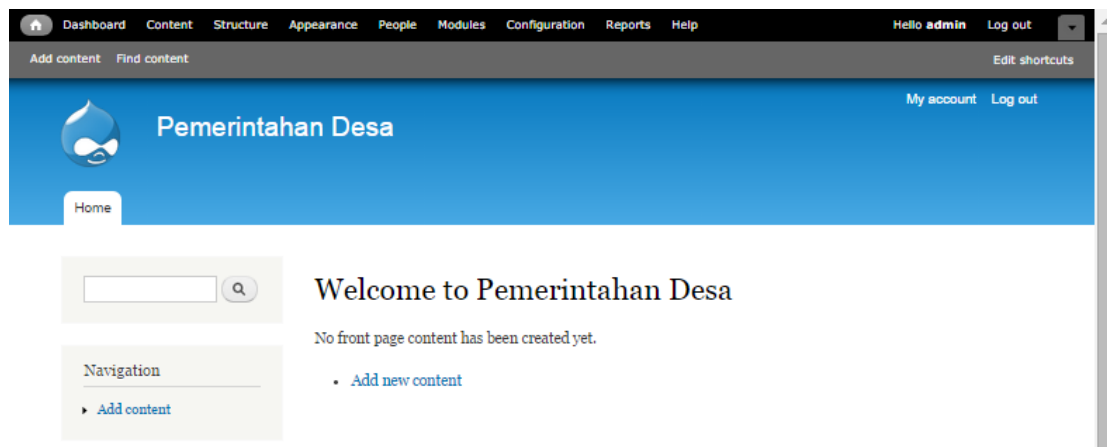 Dashboard Content Structure Appearance People Modules Configuration Reports Help Hello admin Log out
Add content Find content Edit shortcuts
My account Log out
Pemerintahan Desa
Home
Welcome to Pemerintahan Desa
No front page content has been created yet.
Navigation
Add new content
Add content